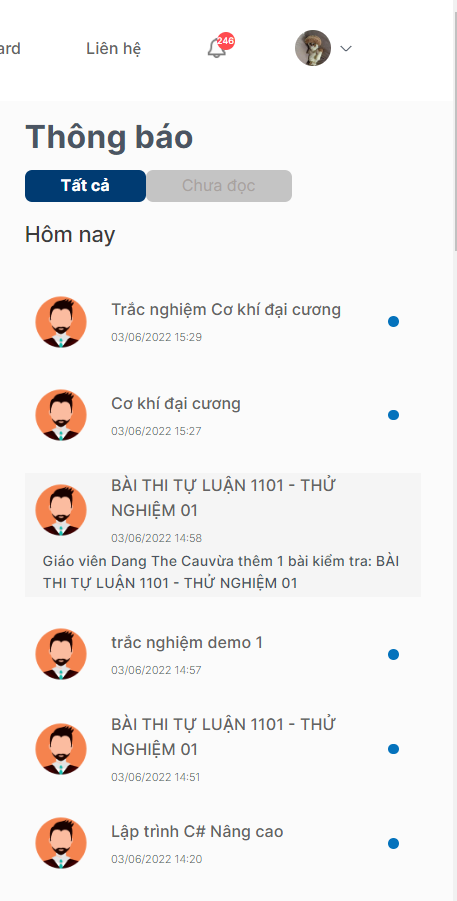 ard
Liên hệ
246
Thông báo
Tất cả
Chưa đọc
Hôm nay
Trắc nghiệm Cơ khí đại cương
03/06/2022 15:29
Cơ khí đại cương
03/06/2022 15:27
BÀI THI TỰ LUẬN 1101 - THỬ
NGHIỆM 01
03/06/2022 14:58
Giáo viên Dang The Cauvừa thêm 1 bài kiểm tra: BÀI
THI TỰ LUẬN 1101 - THỬ NGHIỆM 01
trắc nghiệm demo 1
03/06/2022 14:57
BÀI THI TỰ LUẬN 1101 - THỬ
NGHIỆM 01
03/06/2022 14:51
Lập trình C# Nâng cao
03/06/2022 14:20